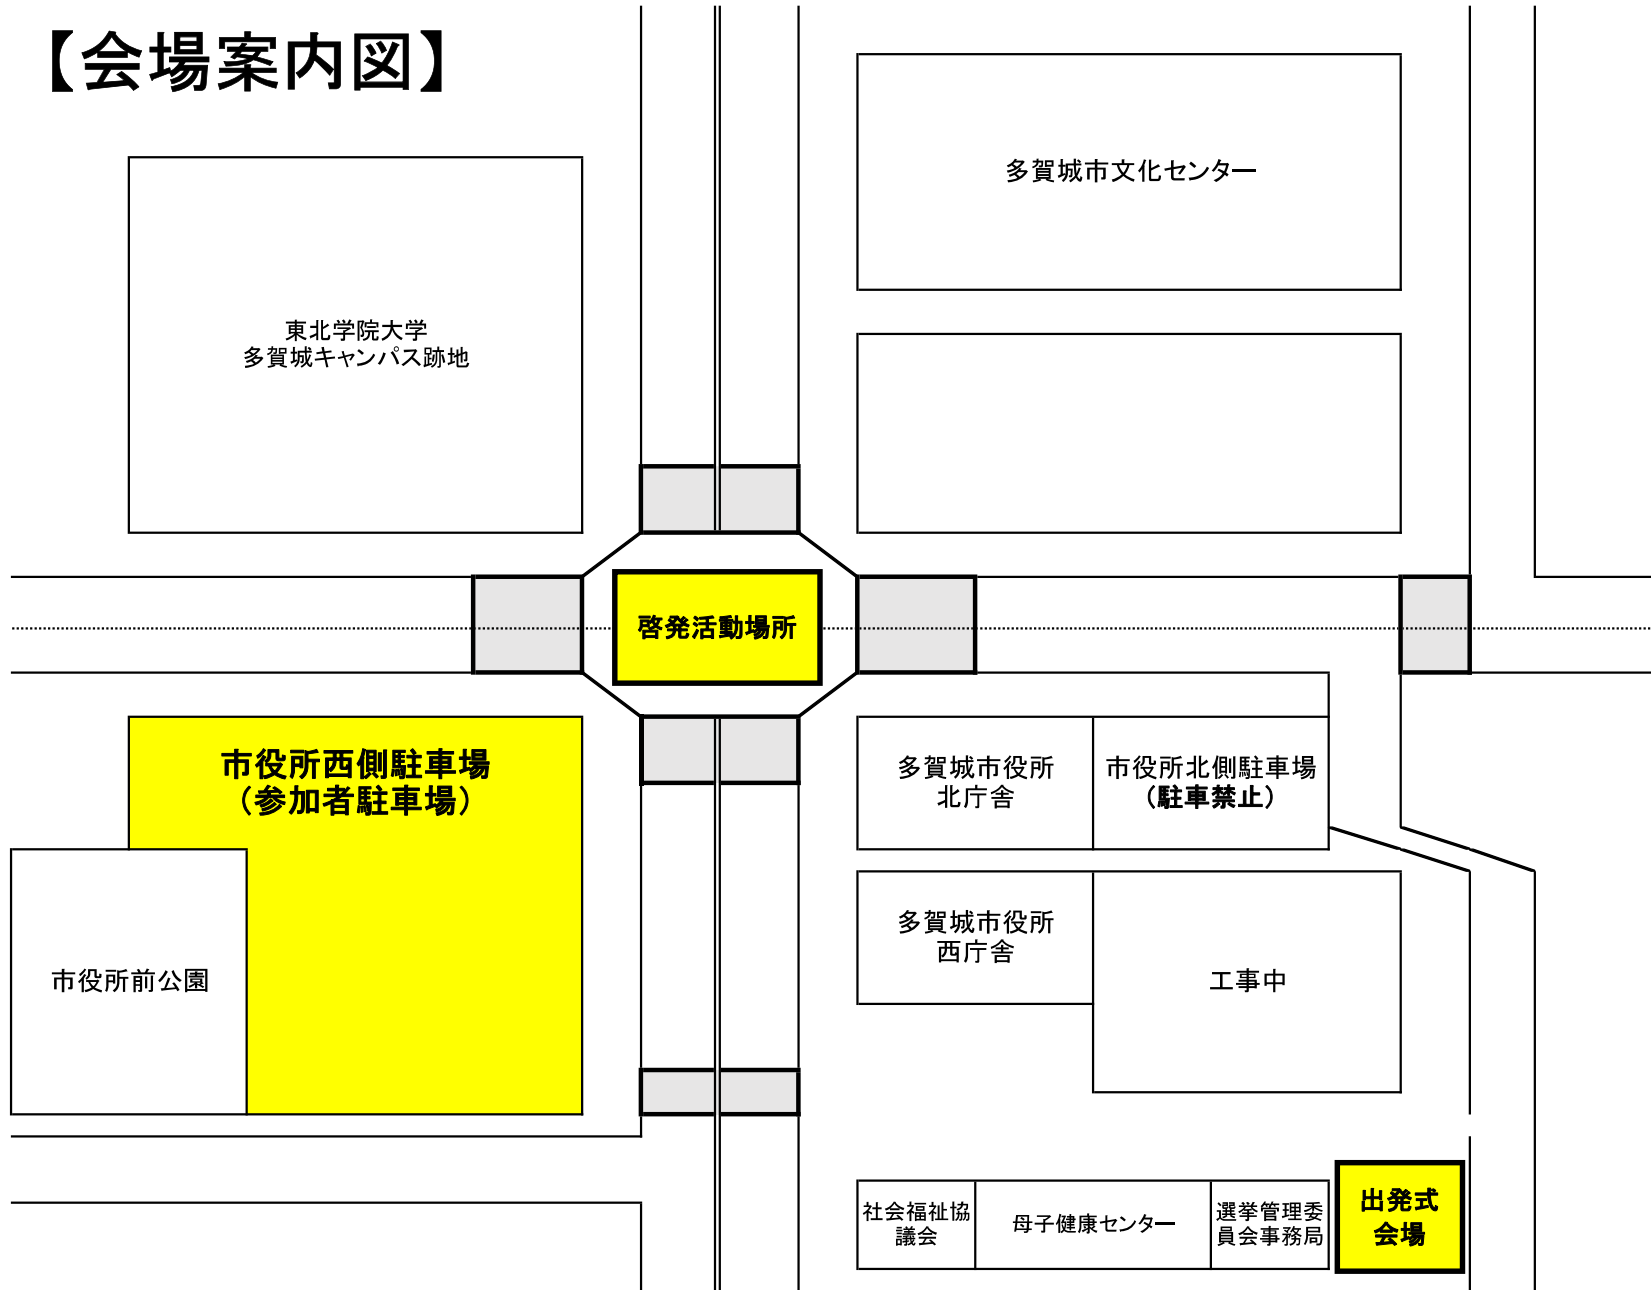 【会場案内図】
多賀城市文化センター
東北学院大学
多賀城キャンパス跡地
啓発活動場所
市役所西側駐車場
（参加者駐車場）
多賀城市役所
北庁舎
市役所北側駐車場
（駐車禁止）
多賀城市役所
西庁舎
市役所前公園
工事中
社会福祉協
議会
母子健康センター
選挙管理委
員会事務局
出発式
会場